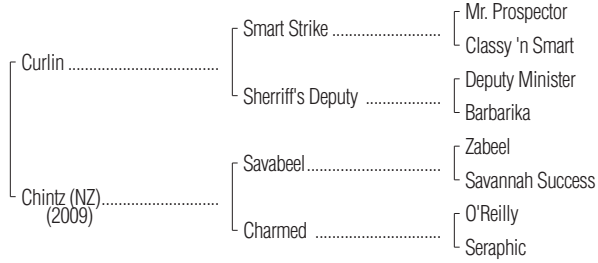 Mr. Prospector
Smart Strike ......................
Classy 'n Smart
Curlin ................................
Deputy Minister
Sherriff's Deputy ...............
Barbarika
Zabeel
Savabeel...........................
Savannah Success
Chintz (NZ)........................
(2009)
O'Reilly
Charmed .........................
Seraphic